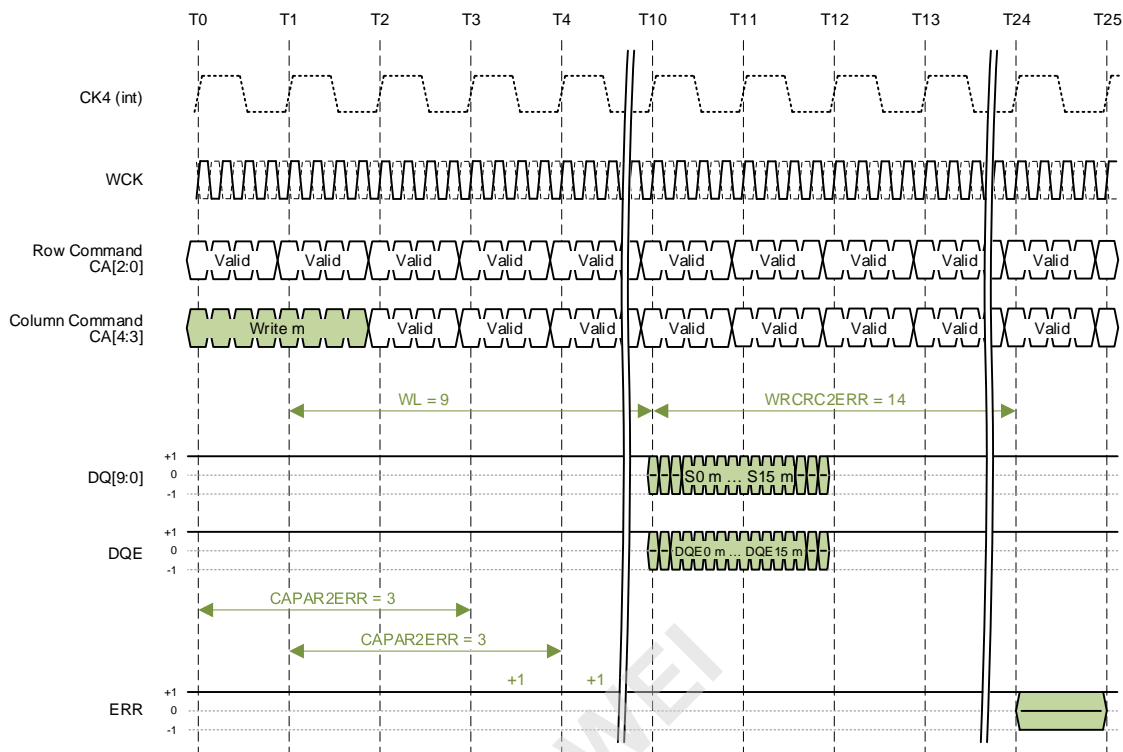 T0 T1 T2 T3 T4 T10 T11 T12 T13 T24 T25
CK4 (int)
WCK
Row Command
CA[2:0]
Valid Valid Valid Valid Valid Valid Valid Valid Valid Valid
Column Command
CA[4:3]
Write m Valid Valid Valid Valid Valid Valid Valid Valid
WL = 9 WRCRC2ERR = 14
DQ[9:0]
+1
0
-1
S0 m ... S15 m
DQE
+1
0
-1
DQE0 m ... DQE15 m
CAPAR2ERR = 3
CAPAR2ERR = 3
+1 +1
ERR
+1
0
-1